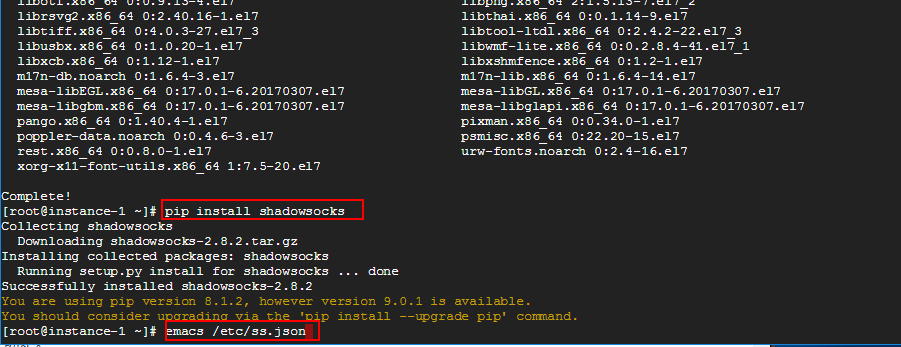 librsvg2.x86_64 0:2.40.16-1.el7 libthai.x86_64 0:0.1.14-9.el7
libtiff.x86_64 0:4.0.3-27.el7_3 libtool-ltdl.x86_64 0:2.4.2-22.el7_3
libusbx.x86_64 0:1.0.20-1.el7 libwmf-lite.x86_64 0:0.2.8.4-41.el7_1
libxcb.x86_64 0:1.12-1.el7 libxshmfence.x86_64 0:1.2-1.el7
m17n-db.noarch 0:1.6.4-3.el7 m17n-lib.x86_64 0:1.6.4-14.el7
mesa-libEGL.x86_64 0:17.0.1-6.20170307.el7 mesa-libGL.x86_64 0:17.0.1-6.20170307.el7
mesa-libgbm.x86_64 0:17.0.1-6.20170307.el7 mesa-libglapi.x86_64 0:17.0.1-6.20170307.el7
pango.x86_64 0:1.40.4-1.el7 pixman.x86_64 0:0.34.0-1.el7
poppler-data.noarch 0:0.4.6-3.el7 psmisc.x86_64 0:22.20-15.el7
rest.x86_64 0:0.8.0-1.el7 urw-fonts.noarch 0:2.4-16.el7
xorg-x11-font-utils.x86_64 1:7.5-20.el7
Complete!
[root@instance-1 ~]# pip install shadowsocks
Collecting shadowsocks
Downloading shadowsocks-2.8.2.tar.gz
Installing collected packages: shadowsocks
Running setup.py install for shadowsocks ... done
Successfully installed shadowsocks-2.8.2
You are using pip version 8.1.2, however version 9.0.1 is available.
You should consider upgrading via the 'pip install --upgrade pip' command.
[root@instance-1 ~]# emacs /etc/ss.json